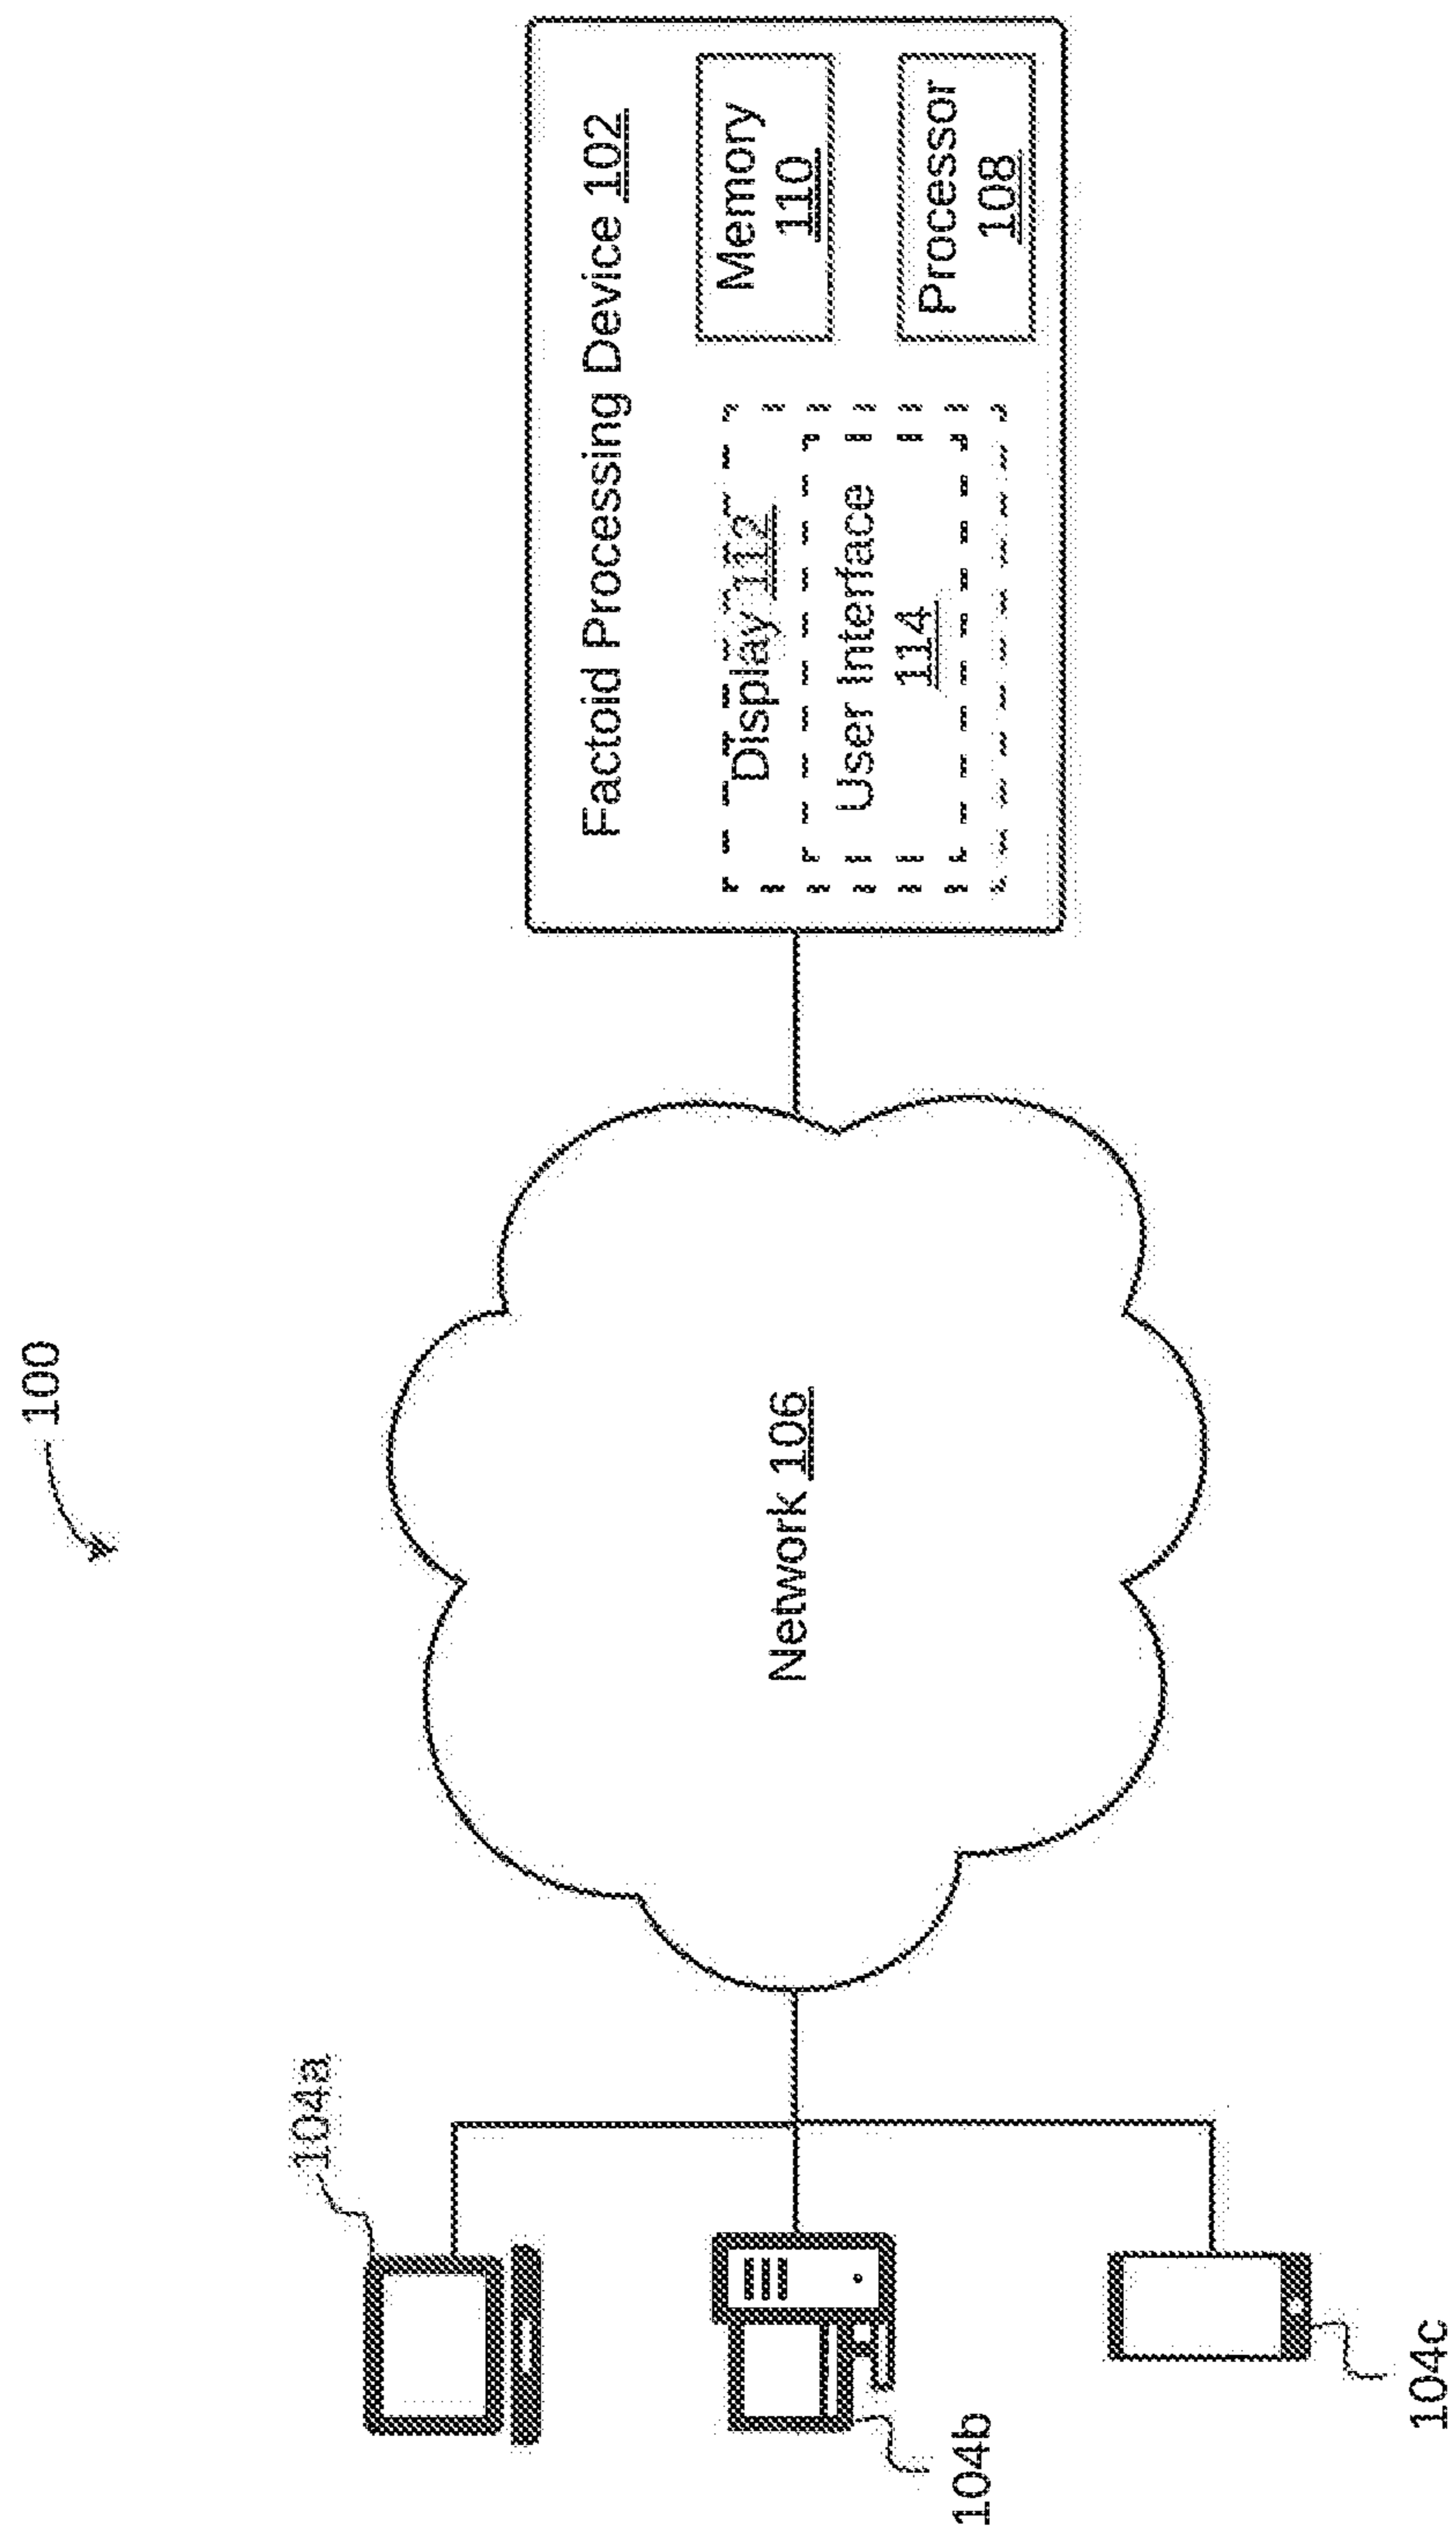 100
104a
104b
104c
Network 106
Factoid Processing Device 102
Display 112
User Interface
114
Memory
110
Processor
108